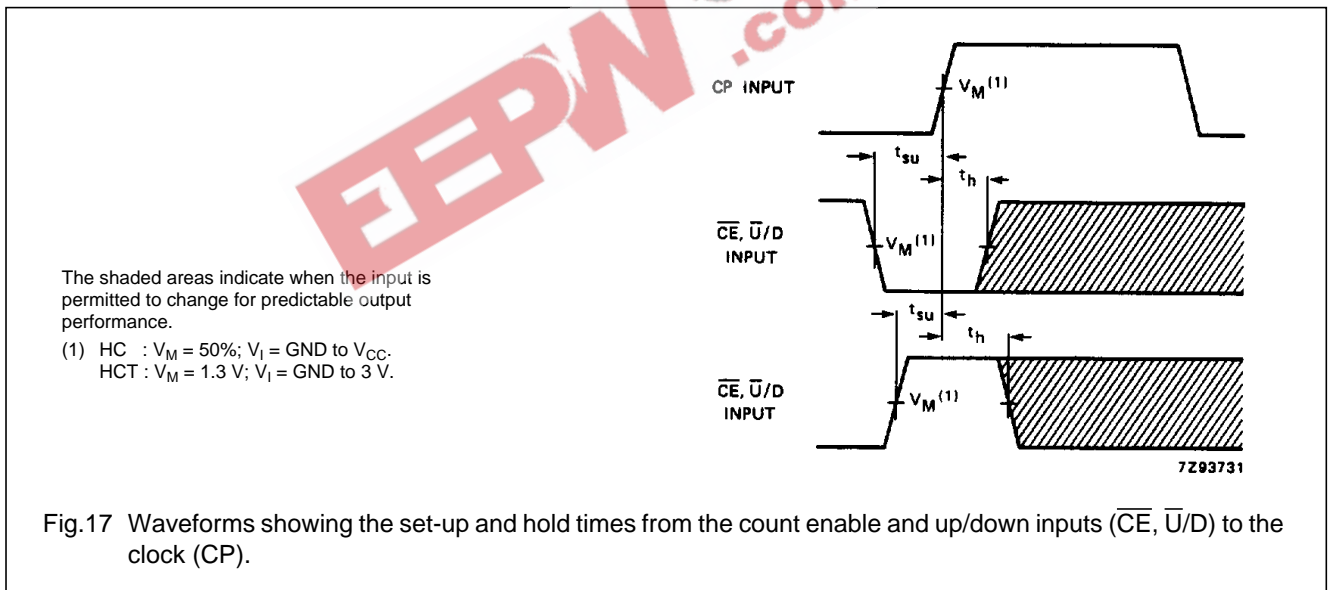 EEPW
.com
CP INPUT
V_M^(1)
t_su
t_h
C̅E̅, U̅/D
INPUT
V_M^(1)
The shaded areas indicate when the input is
permitted to change for predictable output
performance.
(1) HC : V_M = 50%; V_I = GND to V_CC.
HCT : V_M = 1.3 V; V_I = GND to 3 V.
t_su
t_h
C̅E̅, U̅/D
INPUT
V_M^(1)
7Z93731
Fig.17 Waveforms showing the set-up and hold times from the count enable and up/down inputs (C̅E̅, U̅/D) to the
clock (CP).